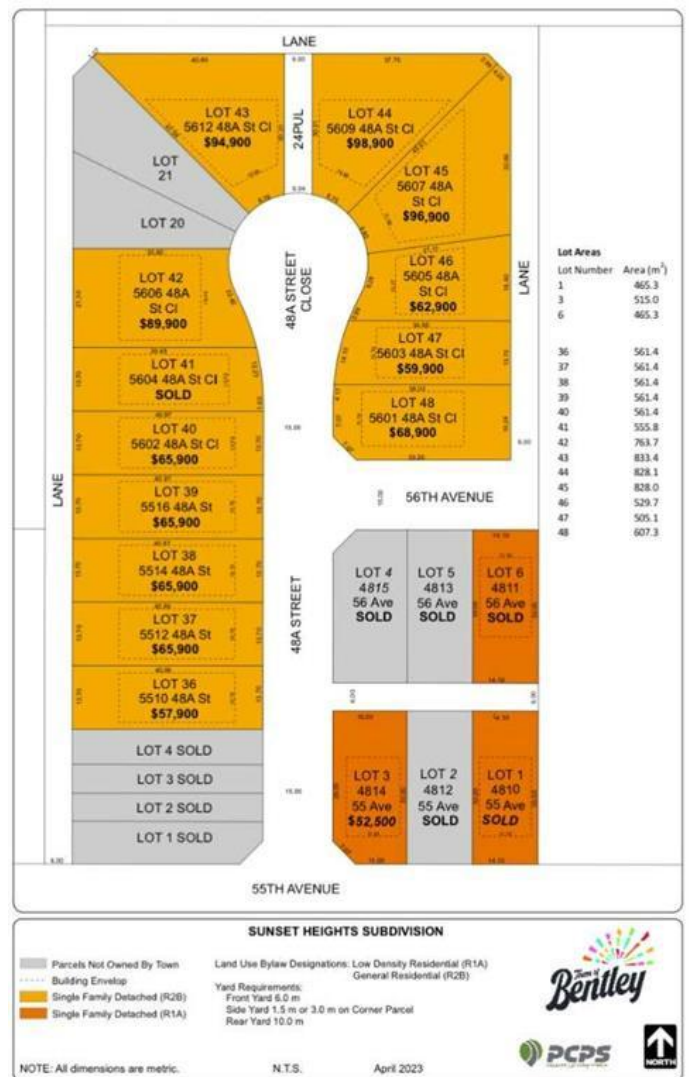 LANE
LOT 43
5612 48A St Cl
$94,900
24PUL
LOT 44
5609 48A St Cl
$98,900
LOT
21
LOT 45
5607 48A
St Cl
$96,900
LOT 20
LOT 42
5606 48A
St Cl
$89,900
48A STREET
CLOSE
LOT 46
5605 48A
St Cl
$62,900
LANE
LOT 47
5603 48A St Cl
$59,900
LOT 41
5604 48A St Cl
SOLD
LOT 48
5601 48A St Cl
$68,900
LOT 40
5602 48A St Cl
$65,900
LANE
LOT 39
5516 48A St
$65,900
56TH AVENUE
LOT 38
5514 48A St
$65,900
48A STREET
LOT 4
4815
56 Ave
SOLD
LOT 5
4813
56 Ave
SOLD
LOT 6
4811
56 Ave
SOLD
LOT 37
5512 48A St
$65,900
LOT 36
5510 48A St
$57,900
LOT 4 SOLD
LOT 3 SOLD
LOT 2 SOLD
LOT 1 SOLD
LOT 3
4814
55 Ave
$52,500
LOT 2
4812
55 Ave
SOLD
LOT 1
4810
55 Ave
SOLD
55TH AVENUE
Lot Areas
Lot Number Area (m²)
1 465.3
3 515.0
6 465.3
36 561.4
37 561.4
38 561.4
39 561.4
40 561.4
41 555.8
42 763.7
43 833.4
44 828.1
45 828.0
46 529.7
47 505.1
48 607.3
SUNSET HEIGHTS SUBDIVISION
Parcels Not Owned By Town
Building Envelop
Single Family Detached (R2B)
Single Family Detached (R1A)
Land Use Bylaw Designations: Low Density Residential (R1A)
General Residential (R2B)
Yard Requirements:
Front Yard 6.0 m
Side Yard 1.5 m or 3.0 m on Corner Parcel
Rear Yard 10.0 m
Town of
Bentley
PCPS
NORTH
NOTE: All dimensions are metric.
N.T.S.
April 2023